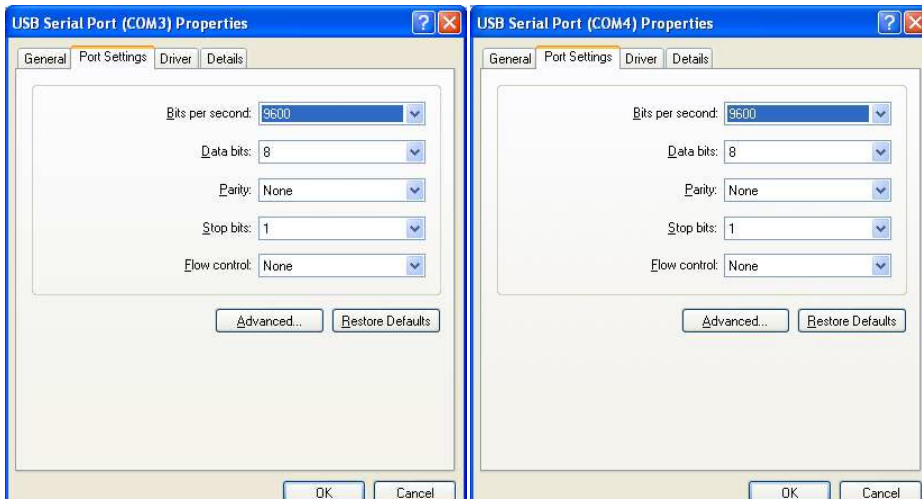 USB Serial Port (COM3) Properties
General Port Settings Driver Details
Bits per second: 9600
Data bits: 8
Parity: None
Stop bits: 1
Flow control: None
Advanced... Restore Defaults
OK Cancel
USB Serial Port (COM4) Properties
General Port Settings Driver Details
Bits per second: 9600
Data bits: 8
Parity: None
Stop bits: 1
Flow control: None
Advanced... Restore Defaults
OK Cancel